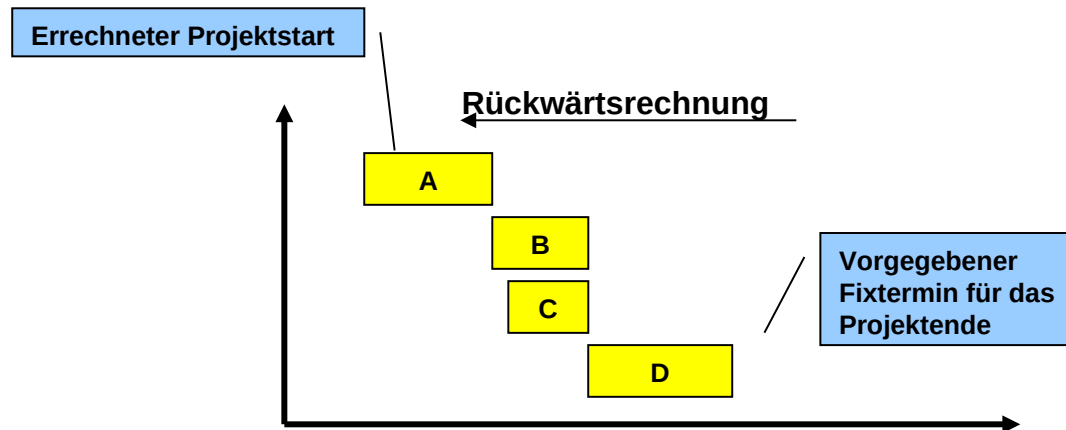 Errechneter Projektstart
Rückwärtsrechnung
A
B
C
D
Vorgegebener
Fixtermin für das
Projektende